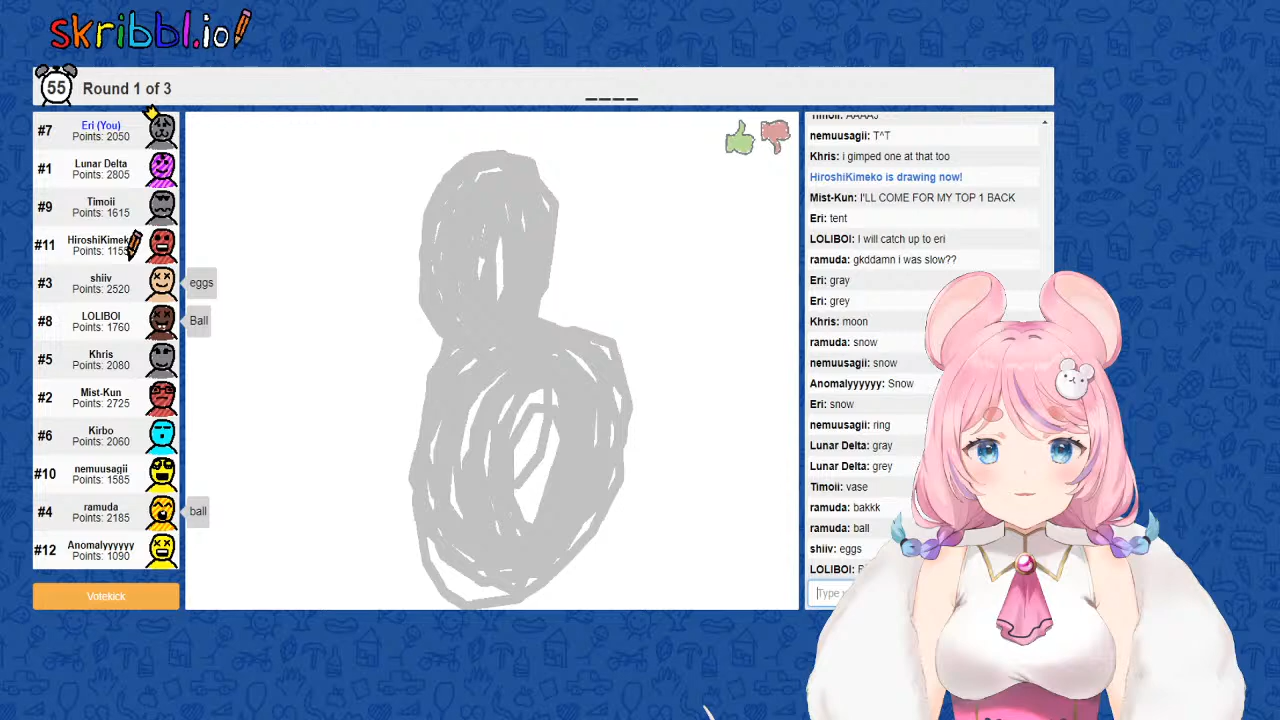 skribbl.io
55 Round 1 of 3
_ _ _ _
#7 Eri (You)
Points: 2050
#1 Lunar Delta
Points: 2805
#9 Timoii
Points: 1615
#11 HiroshiKimek
Points: 1155
#3 shiiv
Points: 2520
eggs
#8 LOLIBOI
Points: 1760
Ball
#5 Khris
Points: 2080
#2 Mist-Kun
Points: 2725
#6 Kirbo
Points: 2060
#10 nemuusagii
Points: 1585
#4 ramuda
Points: 2185
ball
#12 Anomalyyyyyy
Points: 1090
Votekick
nemuusagii: T^T
Khris: i gimped one at that too
HiroshiKimeko is drawing now!
Mist-Kun: I'LL COME FOR MY TOP 1 BACK
Eri: tent
LOLIBOI: I will catch up to eri
ramuda: gkddamn i was slow??
Eri: gray
Eri: grey
Khris: moon
ramuda: snow
nemuusagii: snow
Anomalyyyyyy: Snow
Eri: snow
nemuusagii: ring
Lunar Delta: gray
Lunar Delta: grey
Timoii: vase
ramuda: bakkk
ramuda: ball
shiiv: eggs
LOLIBOI:
Type